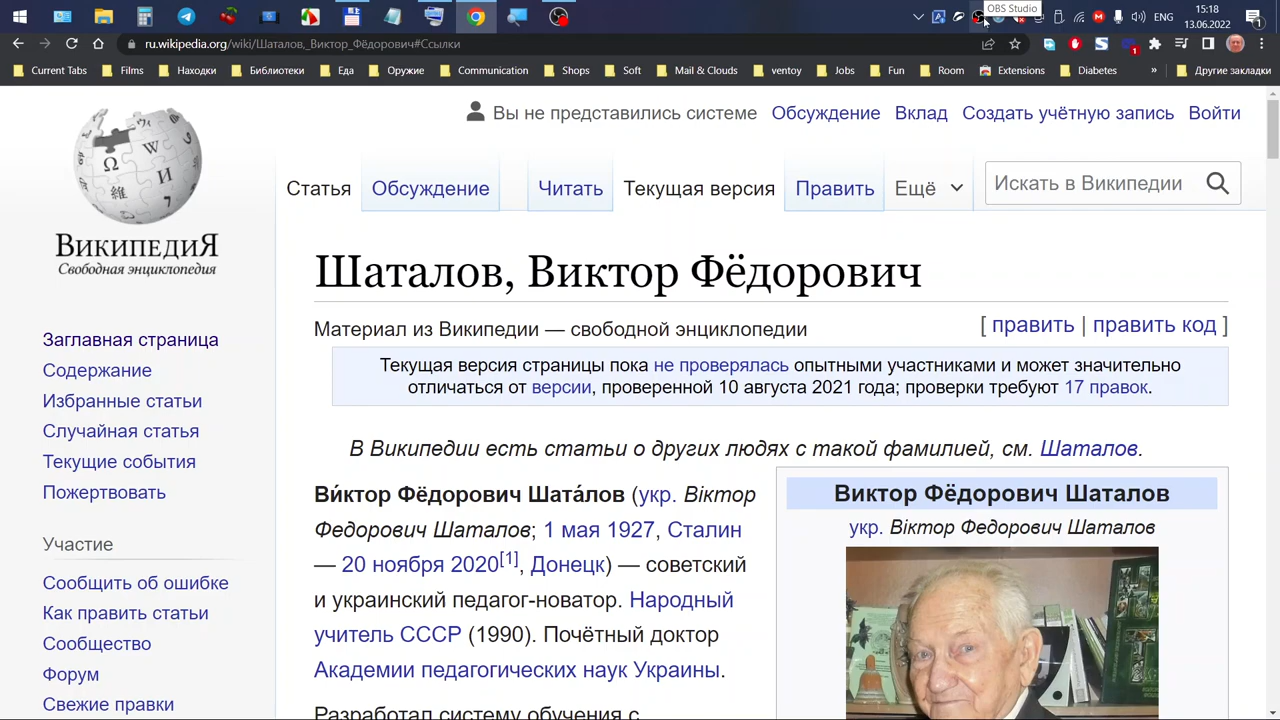 OBS Studio
ENG
15:18
13.06.2022
1
ru.wikipedia.org/wiki/Шаталов,_Виктор_Фёдорович#Ссылки
1
Current Tabs
Films
Находки
Библиотеки
Еда
Оружие
Communication
Shops
Soft
Mail & Clouds
ventoy
Jobs
Fun
Room
Extensions
Diabetes
»
Другие закладки
Вы не представились системе Обсуждение Вклад Создать учётную запись Войти
Статья Обсуждение Читать Текущая версия Править Ещё
Искать в Википедии
ВикипедиЯ
Свободная энциклопедия
Заглавная страница
Содержание
Избранные статьи
Случайная статья
Текущие события
Пожертвовать
Участие
Сообщить об ошибке
Как править статьи
Сообщество
Форум
Свежие правки
Шаталов, Виктор Фёдорович
Материал из Википедии — свободной энциклопедии
[ править | править код ]
Текущая версия страницы пока не проверялась опытными участниками и может значительно
отличаться от версии, проверенной 10 августа 2021 года; проверки требуют 17 правок.
В Википедии есть статьи о других людях с такой фамилией, см. Шаталов.
Ви́ктор Фёдорович Шата́лов (укр. Віктор
Федорович Шаталов; 1 мая 1927, Сталин
— 20 ноября 2020[1], Донецк) — советский
и украинский педагог-новатор. Народный
учитель СССР (1990). Почётный доктор
Академии педагогических наук Украины.
Разработал систему обучения с
Виктор Фёдорович Шаталов
укр. Віктор Федорович Шаталов